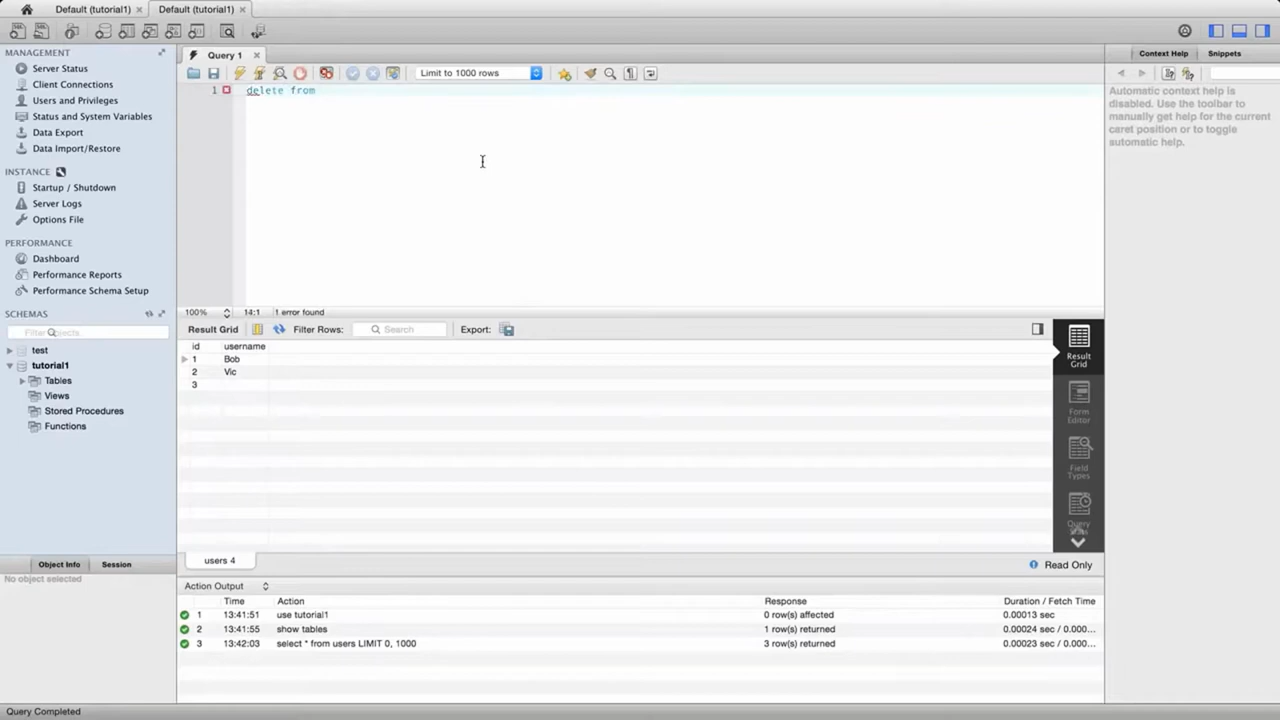 Default (tutorial1) Default (tutorial1)
MANAGEMENT
Server Status
Client Connections
Users and Privileges
Status and System Variables
Data Export
Data Import/Restore
INSTANCE
Startup / Shutdown
Server Logs
Options File
PERFORMANCE
Dashboard
Performance Reports
Performance Schema Setup
SCHEMAS
Filter objects...
test
tutorial1
Tables
Views
Stored Procedures
Functions
Object Info Session
No object selected
Query 1
Limit to 1000 rows
1 delete from
100% 14:1 1 error found
Result Grid Filter Rows: Search Export:
id username
1 Bob
2 Vic
3
Result Grid
Form Editor
Field Types
Query Stats
users 4
Read Only
Action Output
Time Action Response Duration / Fetch Time
1 13:41:51 use tutorial1 0 row(s) affected 0.00013 sec
2 13:41:55 show tables 1 row(s) returned 0.00024 sec / 0.000...
3 13:42:03 select * from users LIMIT 0, 1000 3 row(s) returned 0.00023 sec / 0.000...
Context Help Snippets
Automatic context help is
disabled. Use the toolbar to
manually get help for the current
caret position or to toggle
automatic help.
Query Completed